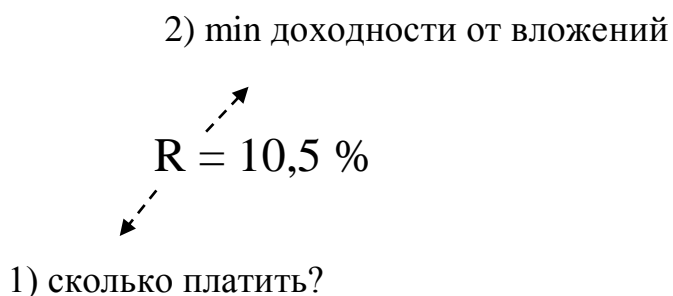 2) min доходности от вложений
R = 10,5 %
1) сколько платить?